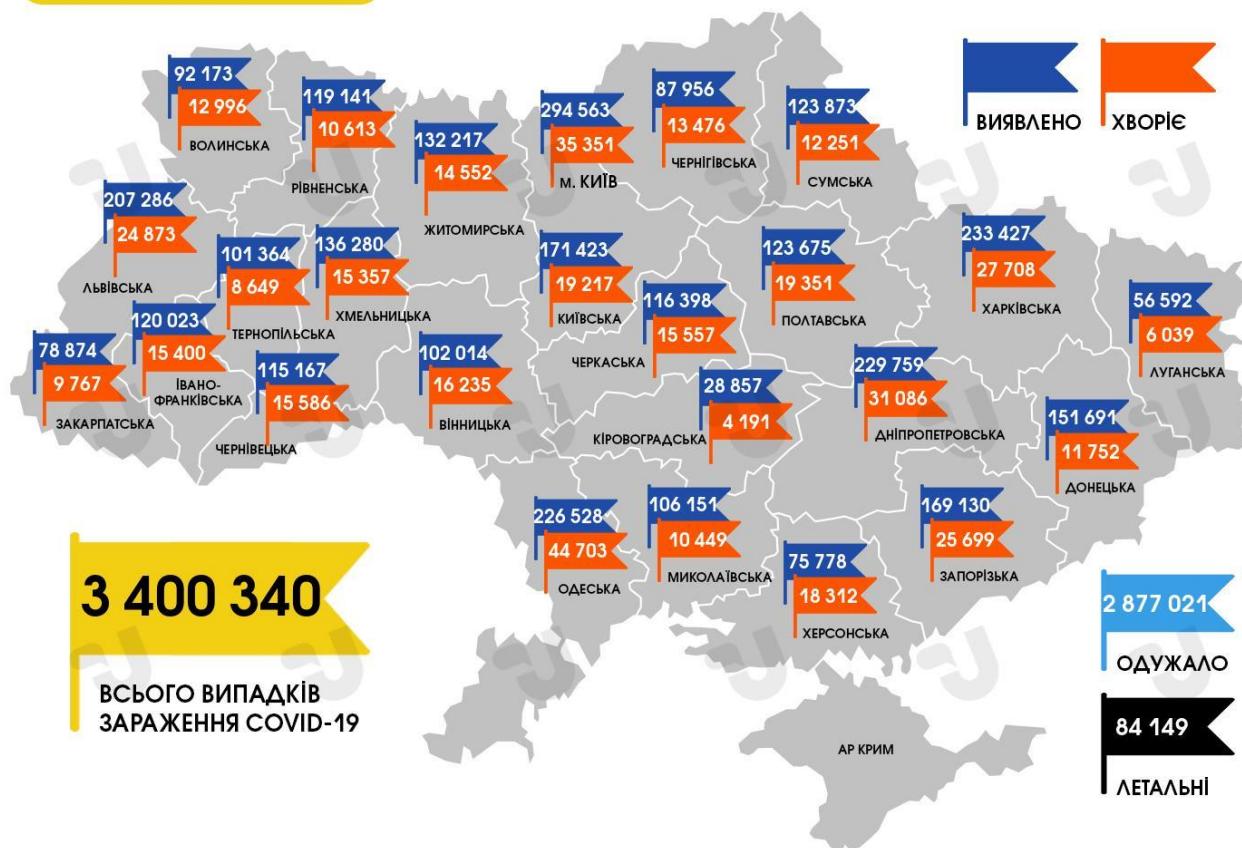 ВИЯВЛЕНО
ХВОРІЄ
92 173
12 996
ВОЛИНСЬКА
119 141
10 613
РІВНЕНСЬКА
132 217
14 552
ЖИТОМИРСЬКА
294 563
35 351
м. КИЇВ
87 956
13 476
ЧЕРНІГІВСЬКА
123 873
12 251
СУМСЬКА
207 286
24 873
ЛЬВІВСЬКА
101 364
8 649
ТЕРНОПІЛЬСЬКА
136 280
15 357
ХМЕЛЬНИЦЬКА
171 423
19 217
КИЇВСЬКА
116 398
15 557
ЧЕРКАСЬКА
123 675
19 351
ПОЛТАВСЬКА
233 427
27 708
ХАРКІВСЬКА
56 592
6 039
ЛУГАНСЬКА
78 874
9 767
ЗАКАРПАТСЬКА
120 023
15 400
ІВАНО-
ФРАНКІВСЬКА
115 167
15 586
ЧЕРНІВЕЦЬКА
102 014
16 235
ВІННИЦЬКА
28 857
4 191
КІРОВОГРАДСЬКА
229 759
31 086
ДНІПРОПЕТРОВСЬКА
151 691
11 752
ДОНЕЦЬКА
226 528
44 703
ОДЕСЬКА
106 151
10 449
МИКОЛАЇВСЬКА
75 778
18 312
ХЕРСОНСЬКА
169 130
25 699
ЗАПОРІЗЬКА
3 400 340
ВСЬОГО ВИПАДКІВ
ЗАРАЖЕННЯ COVID-19
2 877 021
ОДУЖАЛО
84 149
ЛЕТАЛЬНІ
АР КРИМ